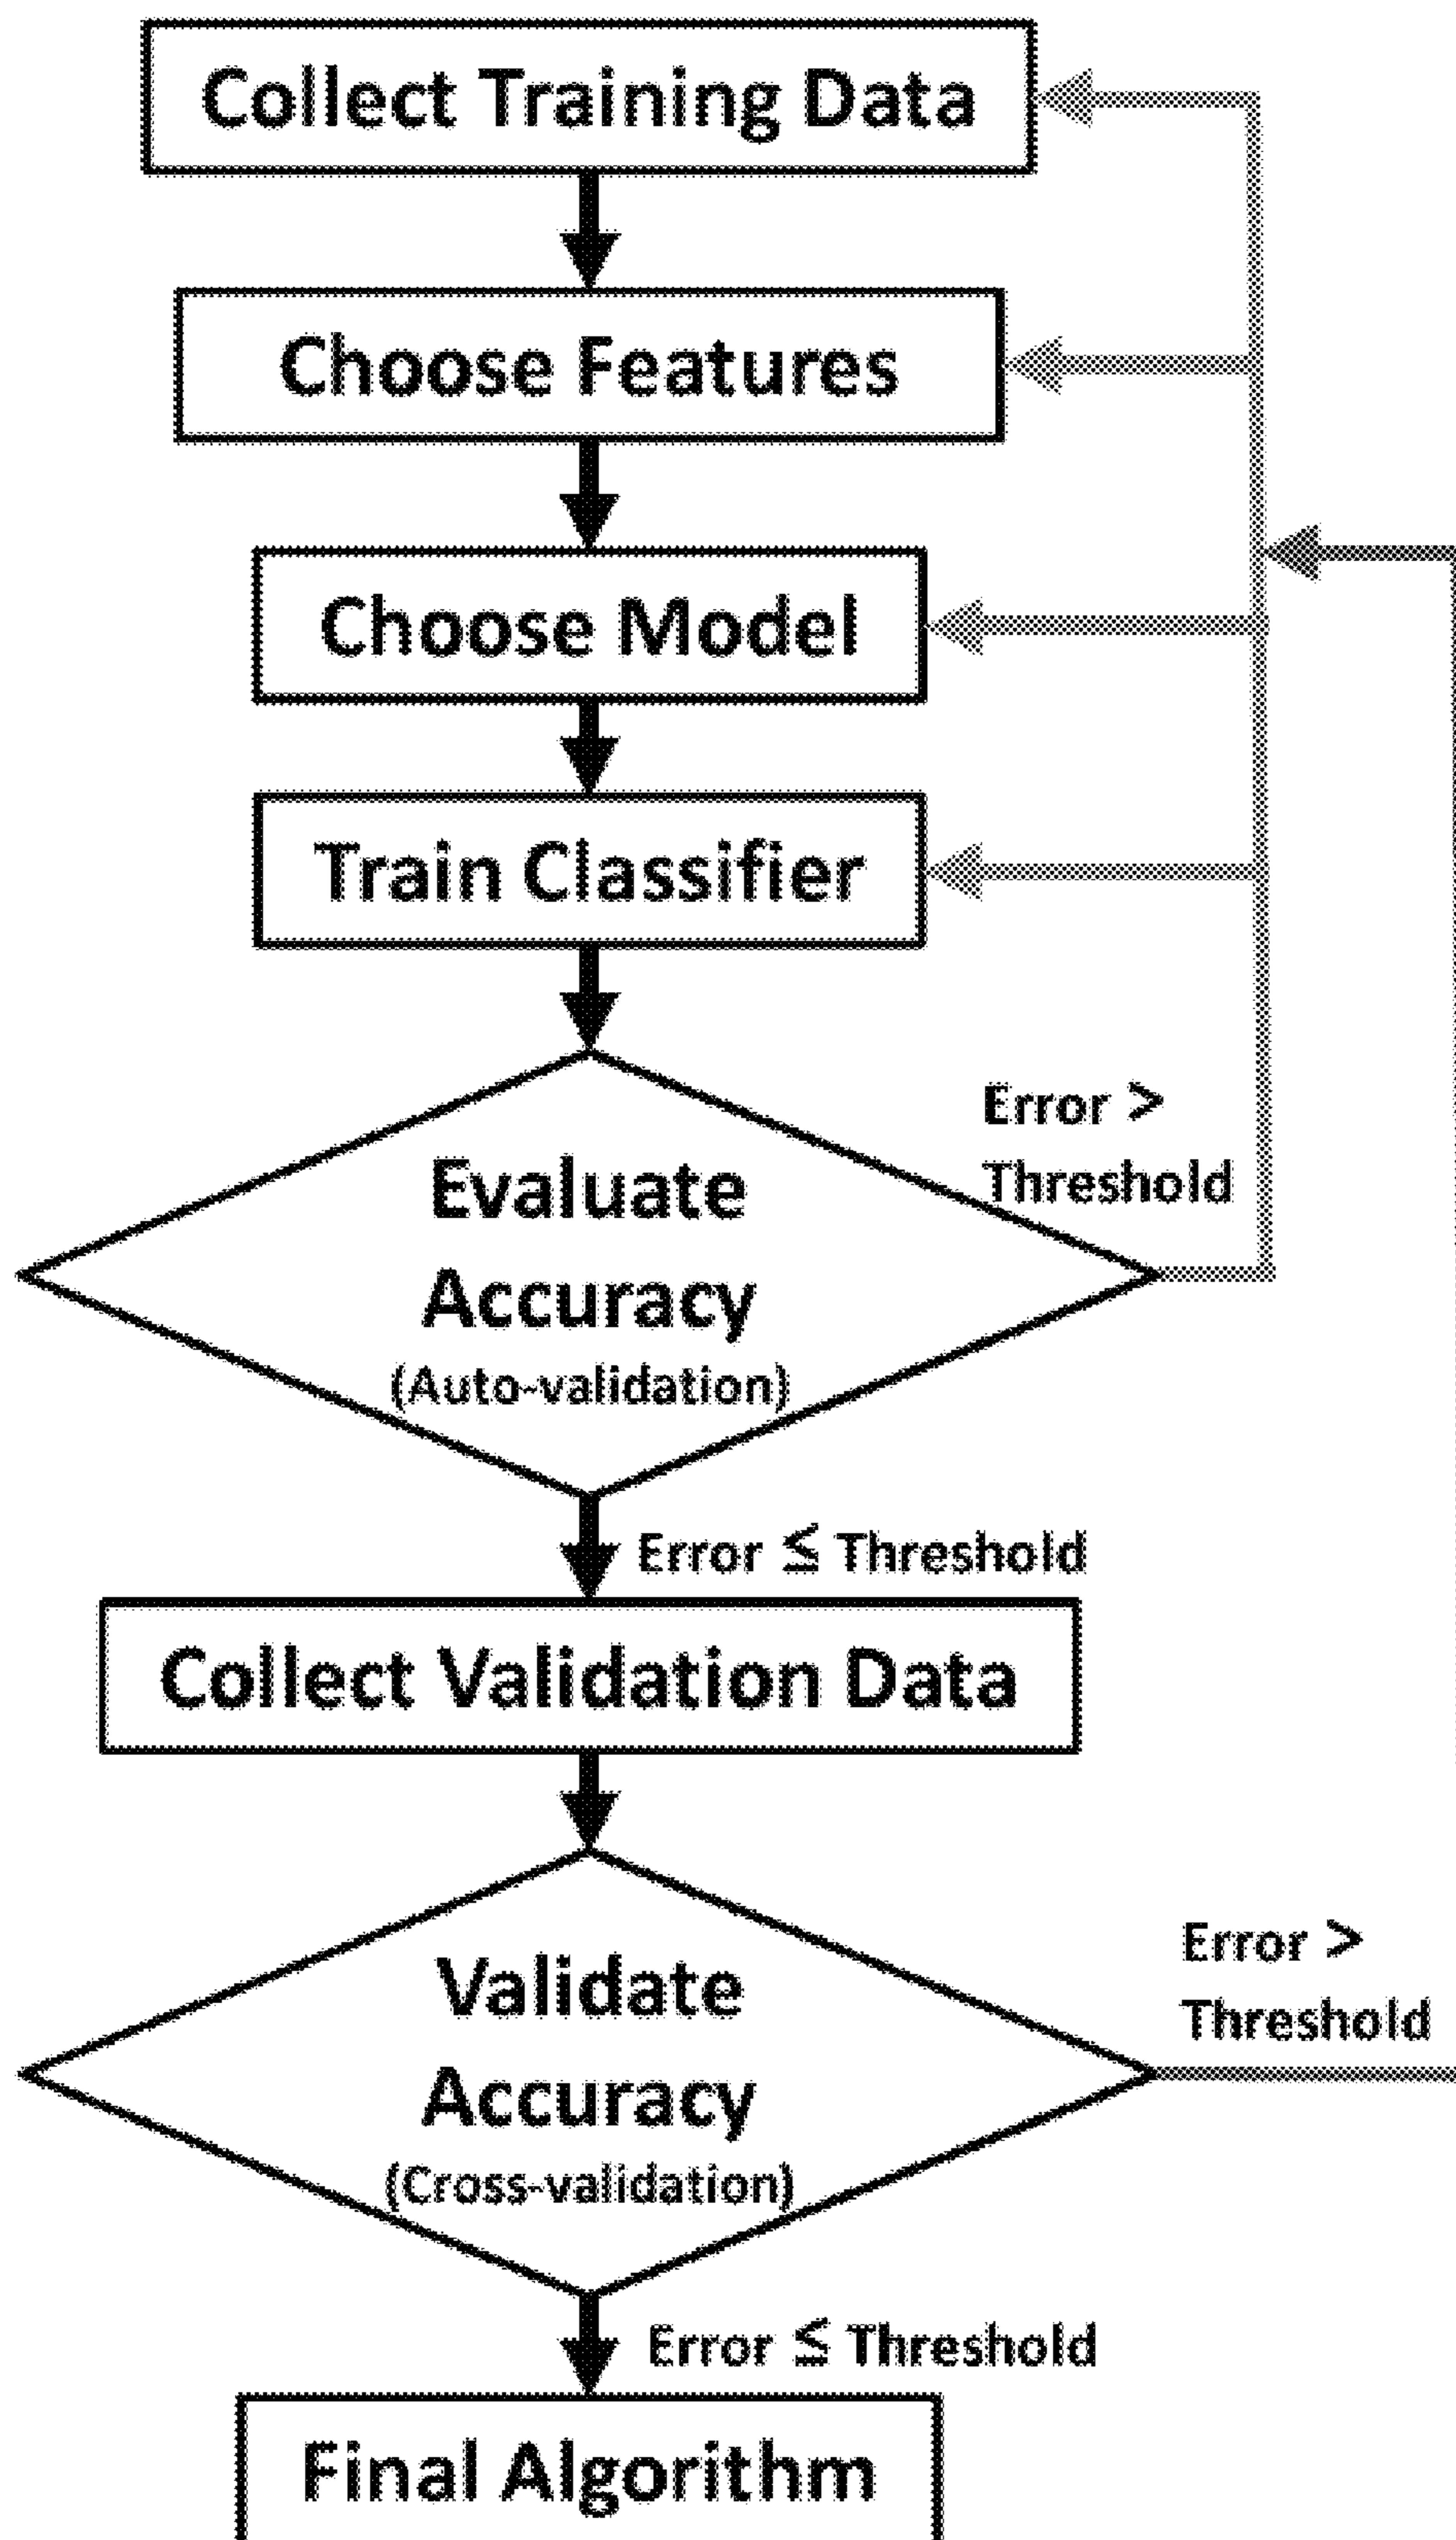 Collect Training Data
Choose Features
Choose Model
Train Classifier
Error >
Threshold
Evaluate
Accuracy
(Auto-validation)
Error ≤ Threshold
Collect Validation Data
Error >
Threshold
Validate
Accuracy
(Cross-validation)
Error ≤ Threshold
Final Algorithm